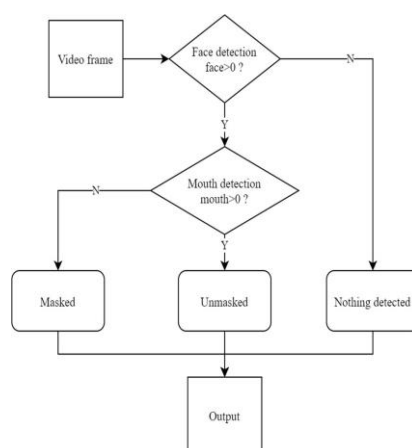 Face detection
face>0 ?
Video frame
N
Y
Mouth detection
mouth>0 ?
N
Y
Masked
Unmasked
Nothing detected
Output